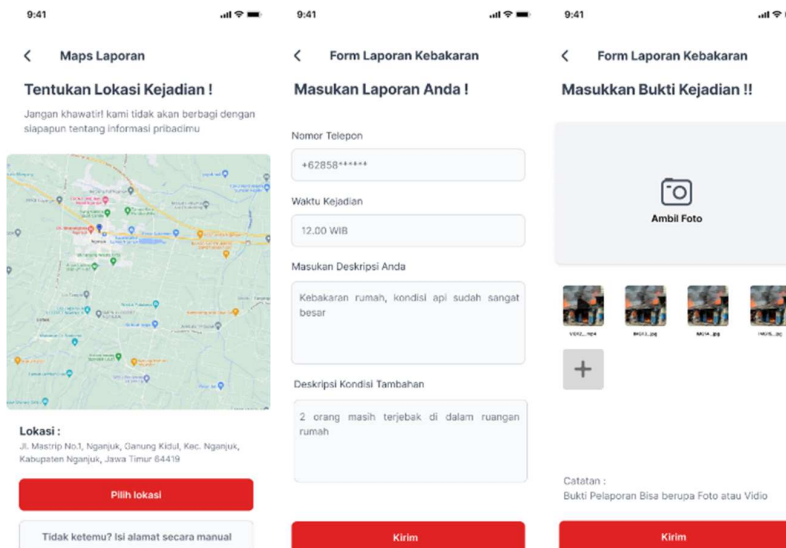 9:41
Maps Laporan
Tentukan Lokasi Kejadian !
Jangan khawatir! kami tidak akan berbagi dengan
siapapun tentang informasi pribadimu
Lokasi :
Jl. Mastrip No.1, Nganjuk, Ganung Kidul, Kec. Nganjuk,
Kabupaten Nganjuk, Jawa Timur 64419
Pilih lokasi
Tidak ketemu? Isi alamat secara manual
9:41
Form Laporan Kebakaran
Masukan Laporan Anda !
Nomor Telepon
+62858******
Waktu Kejadian
12.00 WIB
Masukan Deskripsi Anda
Kebakaran rumah, kondisi api sudah sangat
besar
Deskripsi Kondisi Tambahan
2 orang masih terjebak di dalam ruangan
rumah
Kirim
9:41
Form Laporan Kebakaran
Masukkan Bukti Kejadian !!
Ambil Foto
Catatan :
Bukti Pelaporan Bisa berupa Foto atau Vidio
Kirim